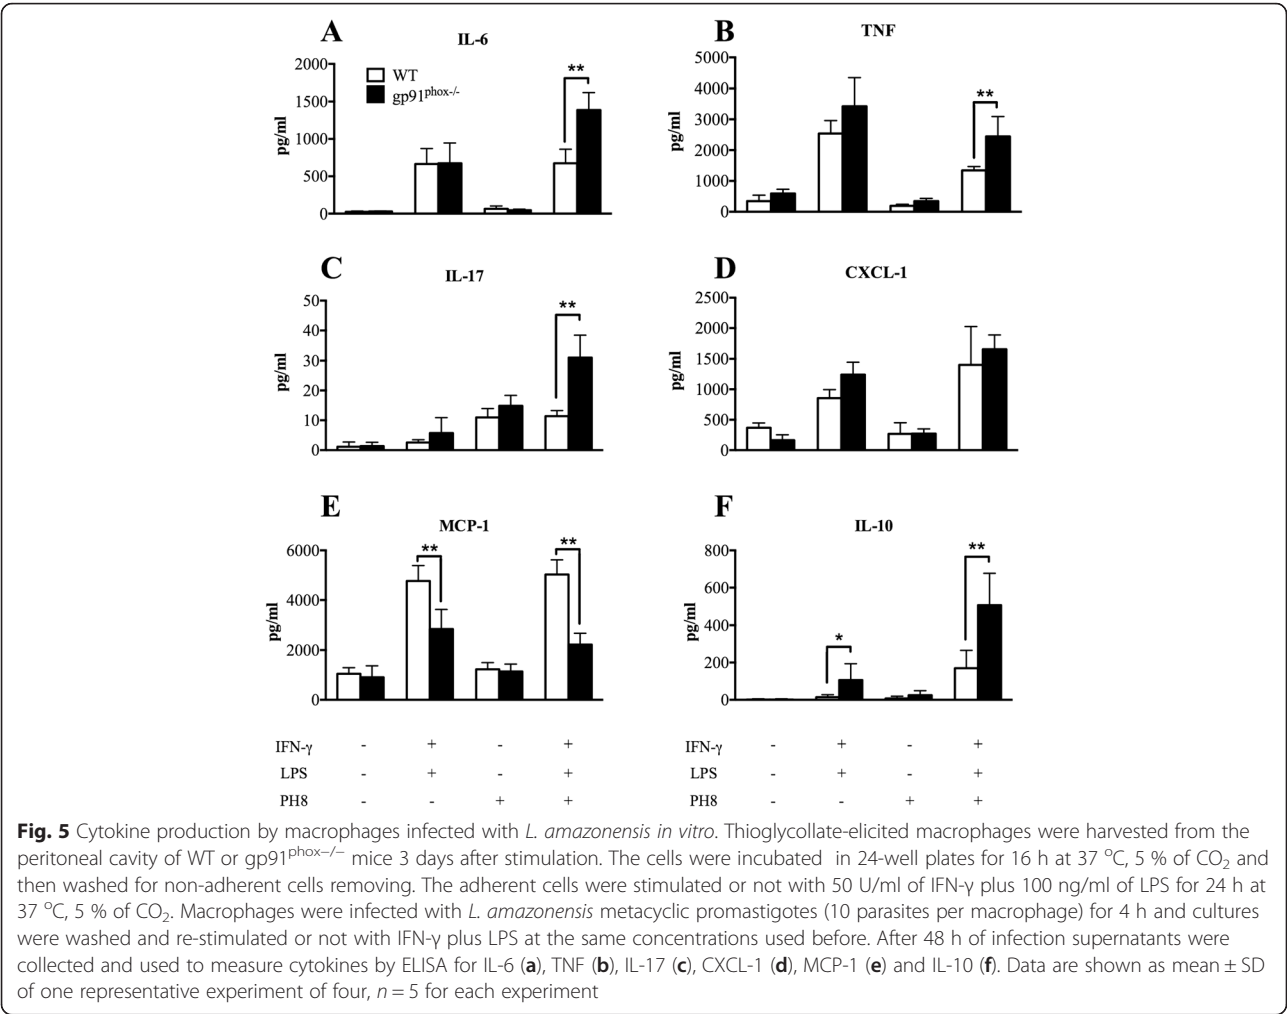 A
IL-6
2000
1500
1000
500
0
pg/ml
WT
gp91phox-/-
**
B
TNF
5000
4000
3000
2000
1000
0
pg/ml
**
C
IL-17
50
40
30
20
10
0
pg/ml
**
D
CXCL-1
2500
2000
1500
1000
500
0
pg/ml
E
MCP-1
6000
4000
2000
0
pg/ml
**
**
F
IL-10
800
600
400
200
0
pg/ml
*
**
IFN-γ - + - +
LPS - + - +
PH8 - - + +
IFN-γ - + - +
LPS - + - +
PH8 - - + +
Fig. 5 Cytokine production by macrophages infected with L. amazonensis in vitro. Thioglycollate-elicited macrophages were harvested from the
peritoneal cavity of WT or gp91phox−/− mice 3 days after stimulation. The cells were incubated in 24-well plates for 16 h at 37 °C, 5 % of CO2 and
then washed for non-adherent cells removing. The adherent cells were stimulated or not with 50 U/ml of IFN-γ plus 100 ng/ml of LPS for 24 h at
37 °C, 5 % of CO2. Macrophages were infected with L. amazonensis metacyclic promastigotes (10 parasites per macrophage) for 4 h and cultures
were washed and re-stimulated or not with IFN-γ plus LPS at the same concentrations used before. After 48 h of infection supernatants were
collected and used to measure cytokines by ELISA for IL-6 (a), TNF (b), IL-17 (c), CXCL-1 (d), MCP-1 (e) and IL-10 (f). Data are shown as mean ± SD
of one representative experiment of four, n = 5 for each experiment